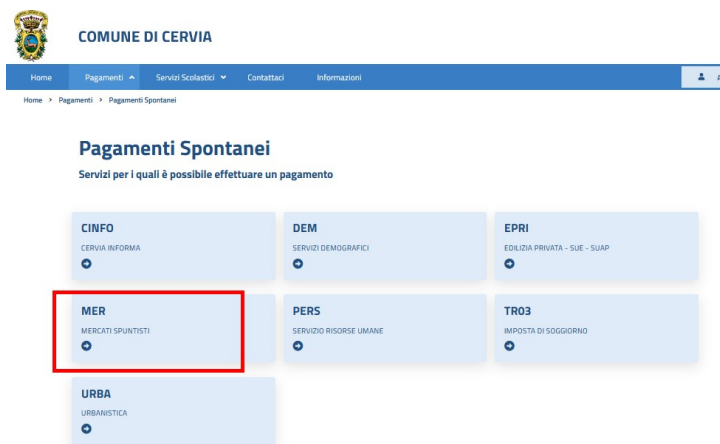 COMUNE DI CERVIA
Home Pagamenti Servizi Scolastici Contattaci Informazioni
Home > Pagamenti > Pagamenti Spontanei
Pagamenti Spontanei
Servizi per i quali è possibile effettuare un pagamento
CINFO DEM EPRI
CERVIA INFORMA SERVIZI DEMOGRAFICI EDILIZIA PRIVATA - SUE - SUAP
MER PERS TR03
MERCATI SPUNTISTI SERVIZIO RISORSE UMANE IMPOSTA DI SOGGIORNO
URBA
URBANISTICA